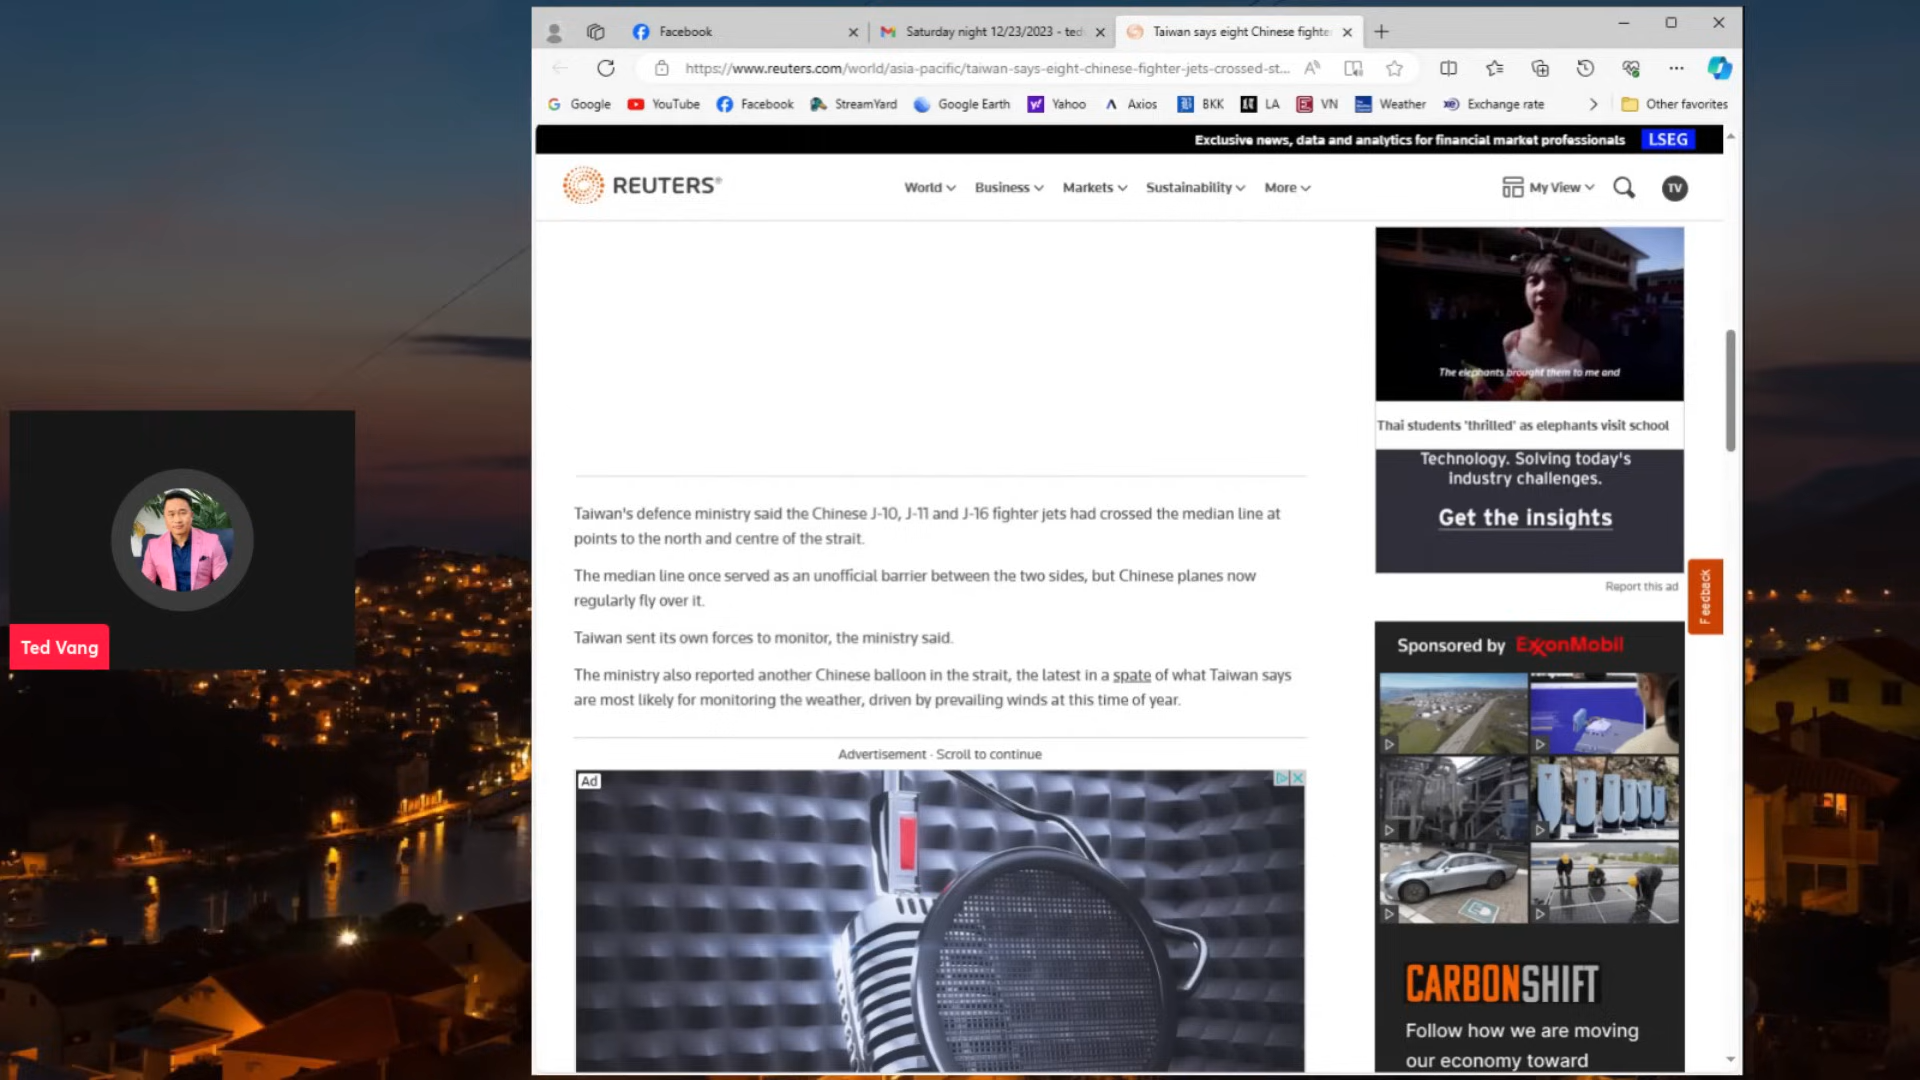 Facebook
Saturday night 12/23/2023 - ted
Taiwan says eight Chinese fighte
https://www.reuters.com/world/asia-pacific/taiwan-says-eight-chinese-fighter-jets-crossed-st...
Google
YouTube
Facebook
StreamYard
Google Earth
Yahoo
Axios
BKK
LA
VN
Weather
Exchange rate
Other favorites
Exclusive news, data and analytics for financial market professionals
LSEG
REUTERS®
World
Business
Markets
Sustainability
More
My View
TV
The elephants brought them to me and
Thai students 'thrilled' as elephants visit school
Technology. Solving today's
industry challenges.
Get the insights
Report this ad
Feedback
Ted Vang
Taiwan's defence ministry said the Chinese J-10, J-11 and J-16 fighter jets had crossed the median line at
points to the north and centre of the strait.
The median line once served as an unofficial barrier between the two sides, but Chinese planes now
regularly fly over it.
Taiwan sent its own forces to monitor, the ministry said.
The ministry also reported another Chinese balloon in the strait, the latest in a spate of what Taiwan says
are most likely for monitoring the weather, driven by prevailing winds at this time of year.
Advertisement · Scroll to continue
Ad
Sponsored by ExxonMobil
CARBONSHIFT
Follow how we are moving
our economy toward